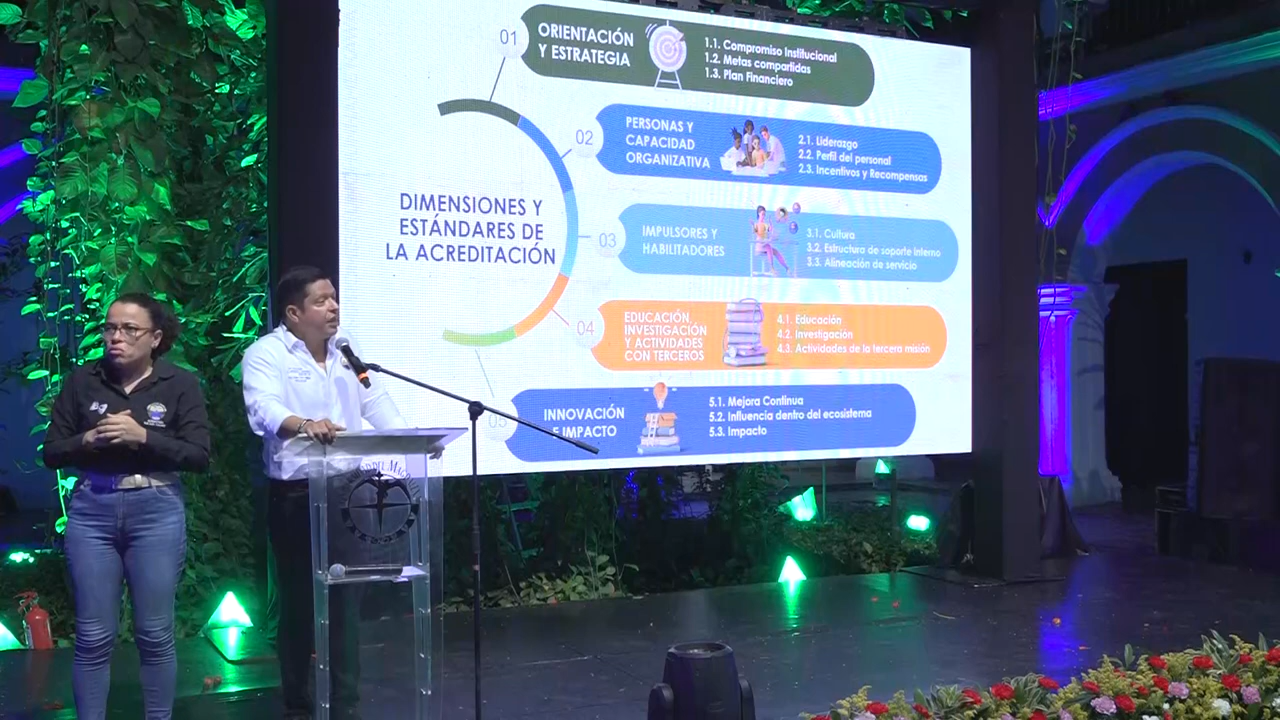 DIMENSIONES Y
ESTÁNDARES DE
LA ACREDITACIÓN
01
ORIENTACIÓN
Y ESTRATEGIA
1.1. Compromiso Institucional
1.2. Metas compartidas
1.3. Plan Financiero
02
PERSONAS Y
CAPACIDAD
ORGANIZATIVA
2.1. Liderazgo
2.2. Perfil del personal
2.3. Incentivos y Recompensas
03
IMPULSORES Y
HABILITADORES
3.1. Cultura
3.2. Estructura de soporte interno
3.3. Alineación de servicio
04
EDUCACIÓN,
INVESTIGACIÓN
Y ACTIVIDADES
CON TERCEROS
4.1. Educación
4.2. Investigación
4.3. Actividades de la tercera misión
05
INNOVACIÓN
E IMPACTO
5.1. Mejora Continua
5.2. Influencia dentro del ecosistema
5.3. Impacto